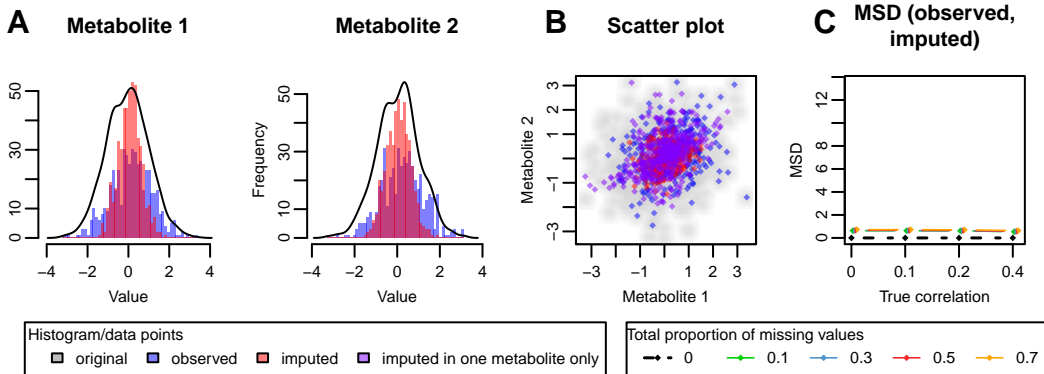 A
Metabolite 1
Metabolite 2
B
Scatter plot
C
MSD (observed,
imputed)
0 10 30 50
−4 −2 0 2 4
Value
Frequency
0 10 30 50
−4 −2 0 2 4
Value
Metabolite 2
−3 −1 1 2 3
−3 −1 1 2 3
Metabolite 1
MSD
0 2 4 8 12
0 0.1 0.2 0.4
True correlation
Histogram/data points
original observed imputed imputed in one metabolite only
Total proportion of missing values
0 0.1 0.3 0.5 0.7